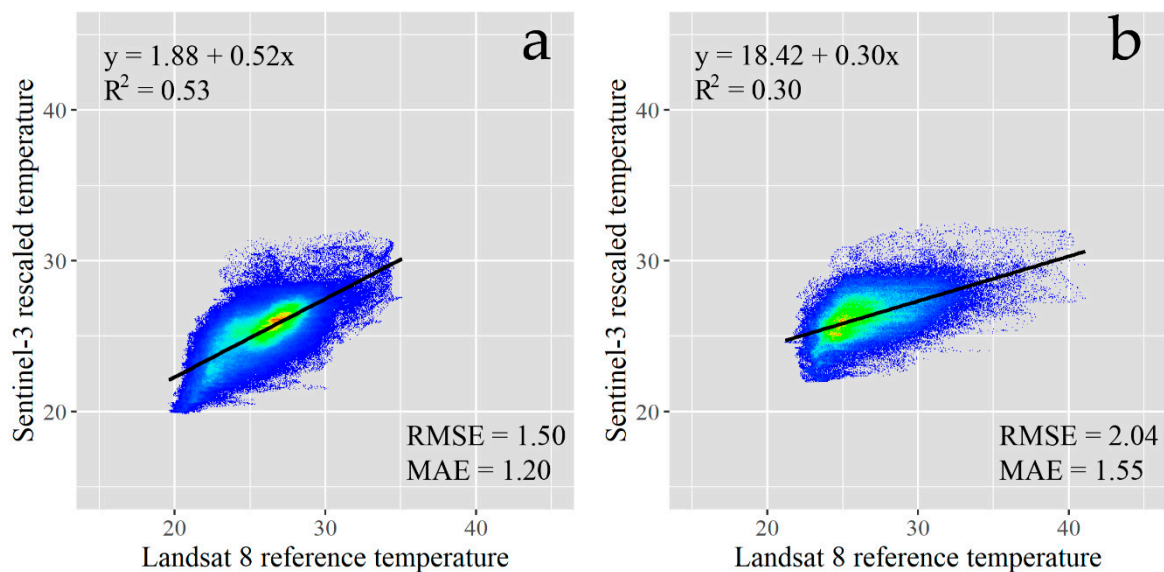 a
y = 1.88 + 0.52x
R² = 0.53
Sentinel-3 rescaled temperature
40
30
20
RMSE = 1.50
MAE = 1.20
20 30 40
Landsat 8 reference temperature
b
y = 18.42 + 0.30x
R² = 0.30
Sentinel-3 rescaled temperature
40
30
20
RMSE = 2.04
MAE = 1.55
20 30 40
Landsat 8 reference temperature